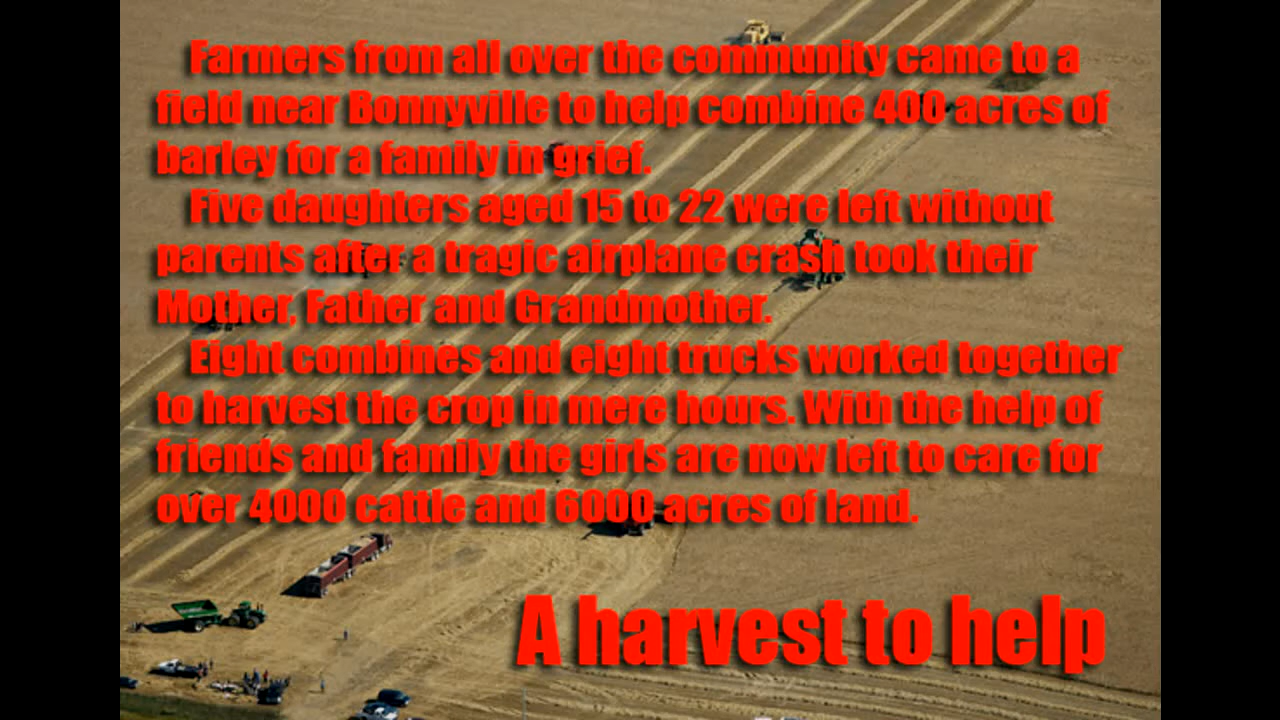 Farmers from all over the community came to a
field near Bonnyville to help combine 400 acres of
barley for a family in grief.
Five daughters aged 15 to 22 were left without
parents after a tragic airplane crash took their
Mother, Father and Grandmother.
Eight combines and eight trucks worked together
to harvest the crop in mere hours. With the help of
friends and family the girls are now left to care for
over 4000 cattle and 6000 acres of land.
A harvest to help